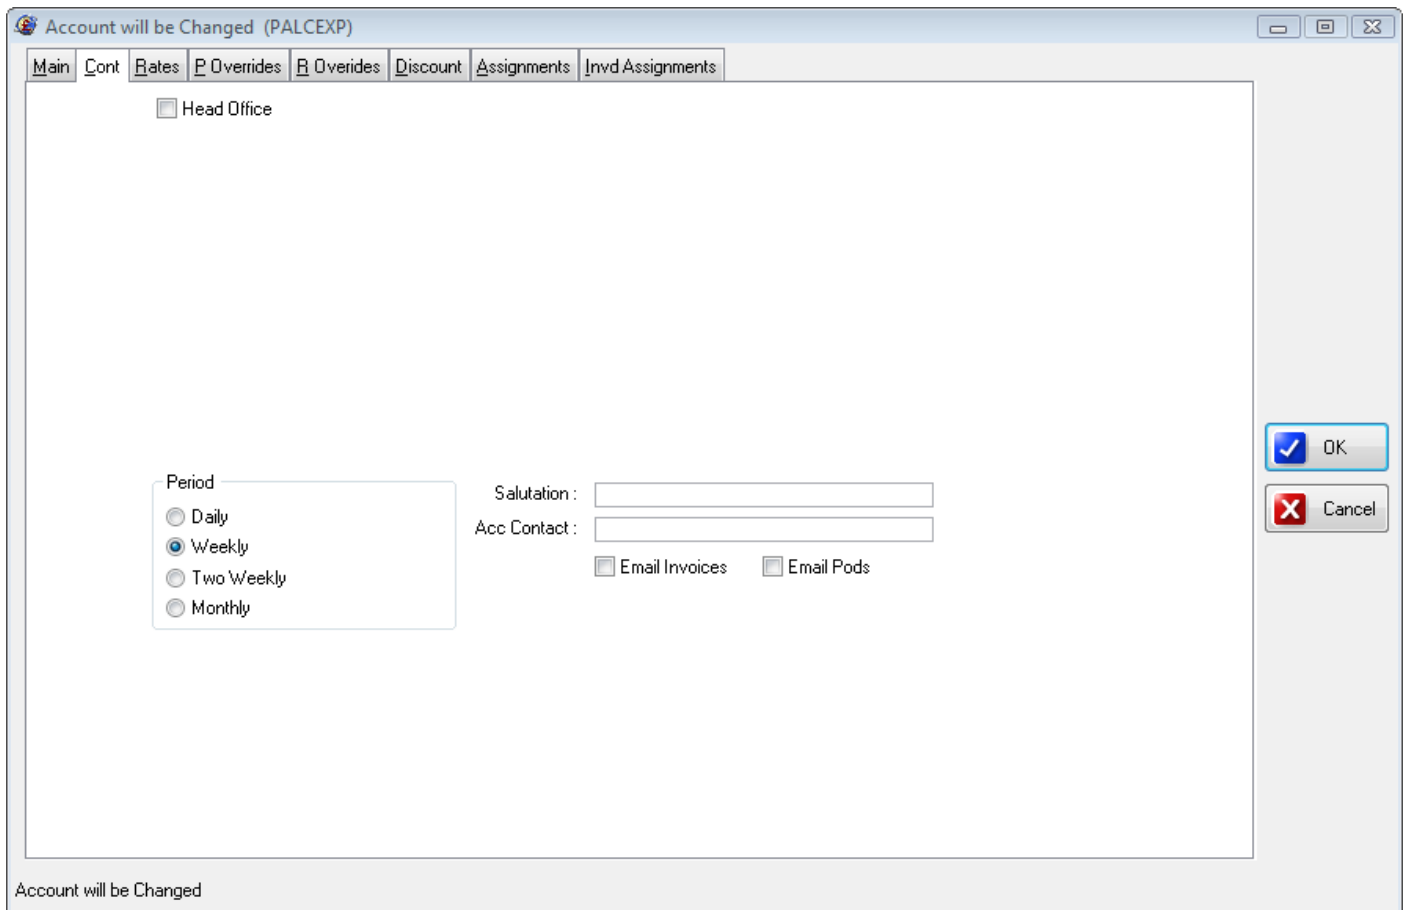 Account will be Changed (PALCEXP)
Main Cont Rates P Overrides R Overides Discount Assignments Invd Assignments
Head Office
Period
Daily
Weekly
Two Weekly
Monthly
Salutation :
Acc Contact :
Email Invoices Email Pods
OK
Cancel
Account will be Changed